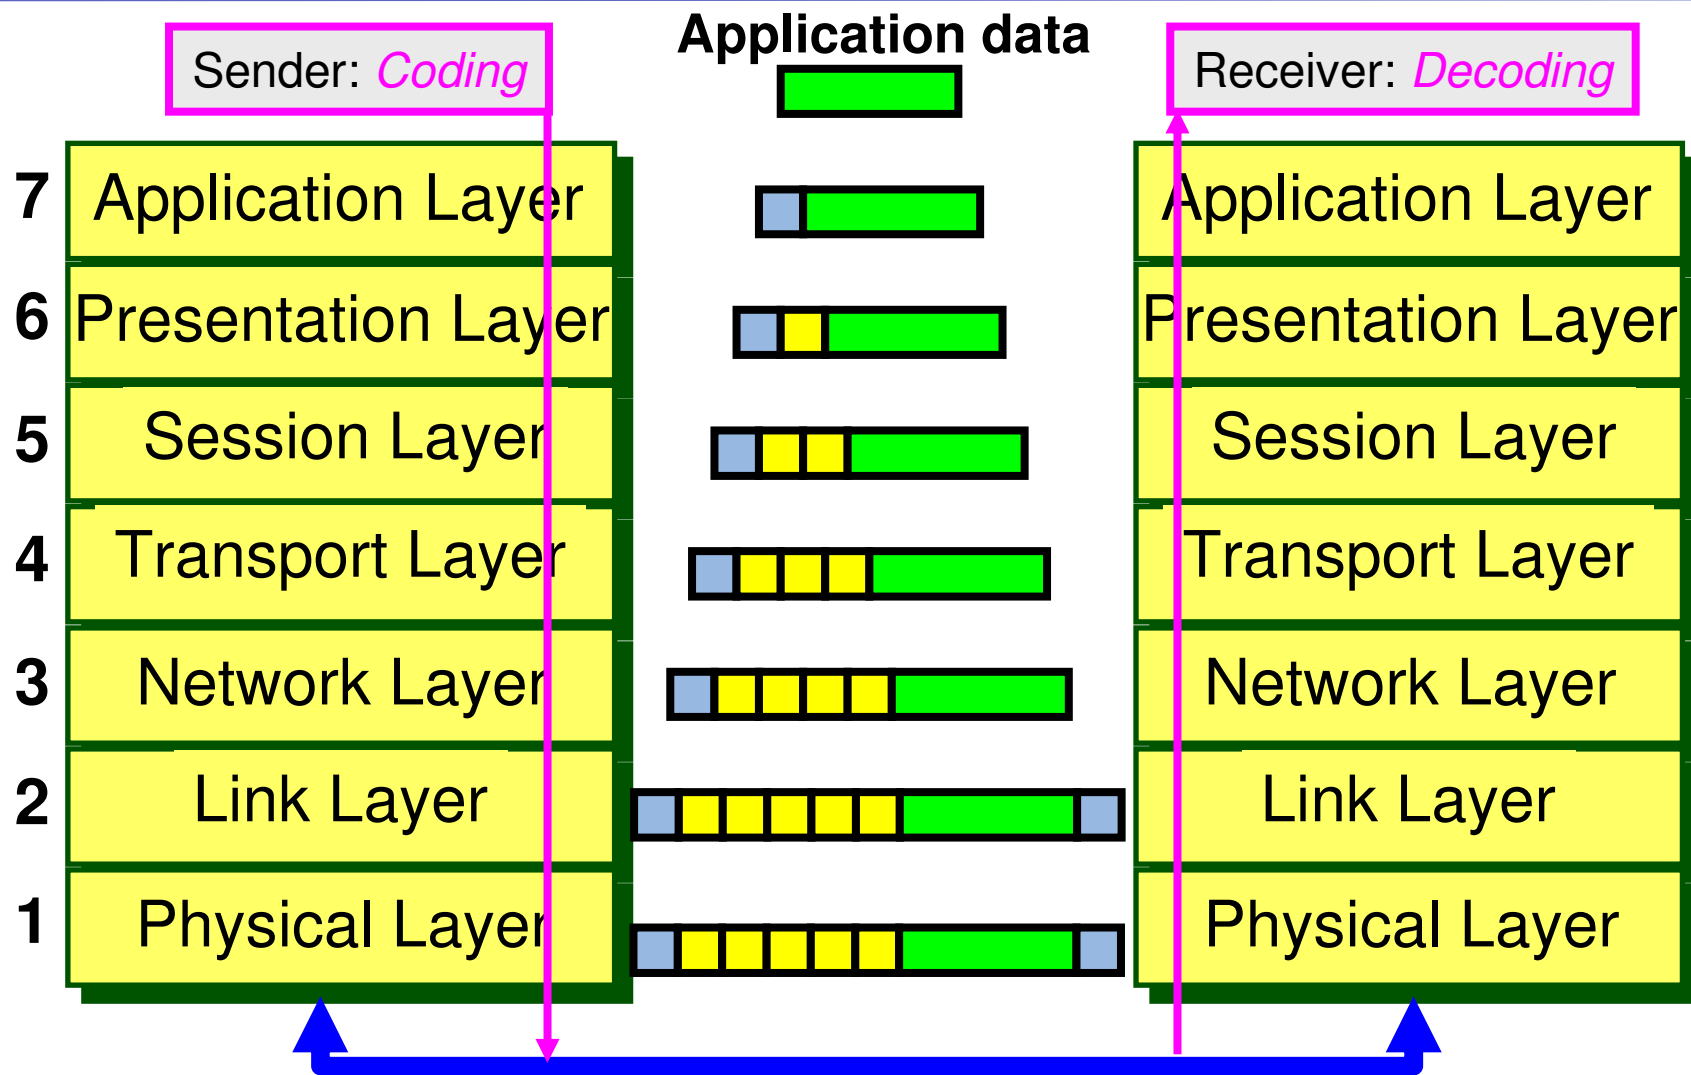 Application data
Sender: Coding
Receiver: Decoding
7 Application Layer Application Layer
6 Presentation Layer Presentation Layer
5 Session Layer Session Layer
4 Transport Layer Transport Layer
3 Network Layer Network Layer
2 Link Layer Link Layer
1 Physical Layer Physical Layer